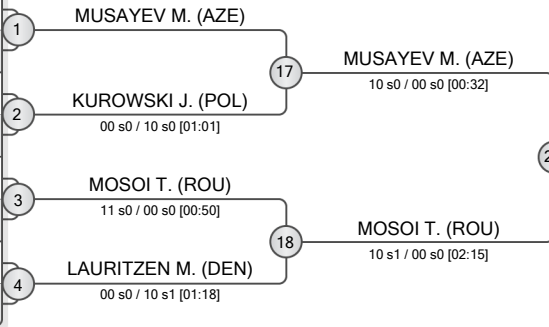 1
MUSAYEV M. (AZE)
17
MUSAYEV M. (AZE)
10 s0 / 00 s0 [00:32]
2
KUROWSKI J. (POL)
00 s0 / 10 s0 [01:01]
3
MOSOI T. (ROU)
11 s0 / 00 s0 [00:50]
18
MOSOI T. (ROU)
10 s1 / 00 s0 [02:15]
4
LAURITZEN M. (DEN)
00 s0 / 10 s1 [01:18]